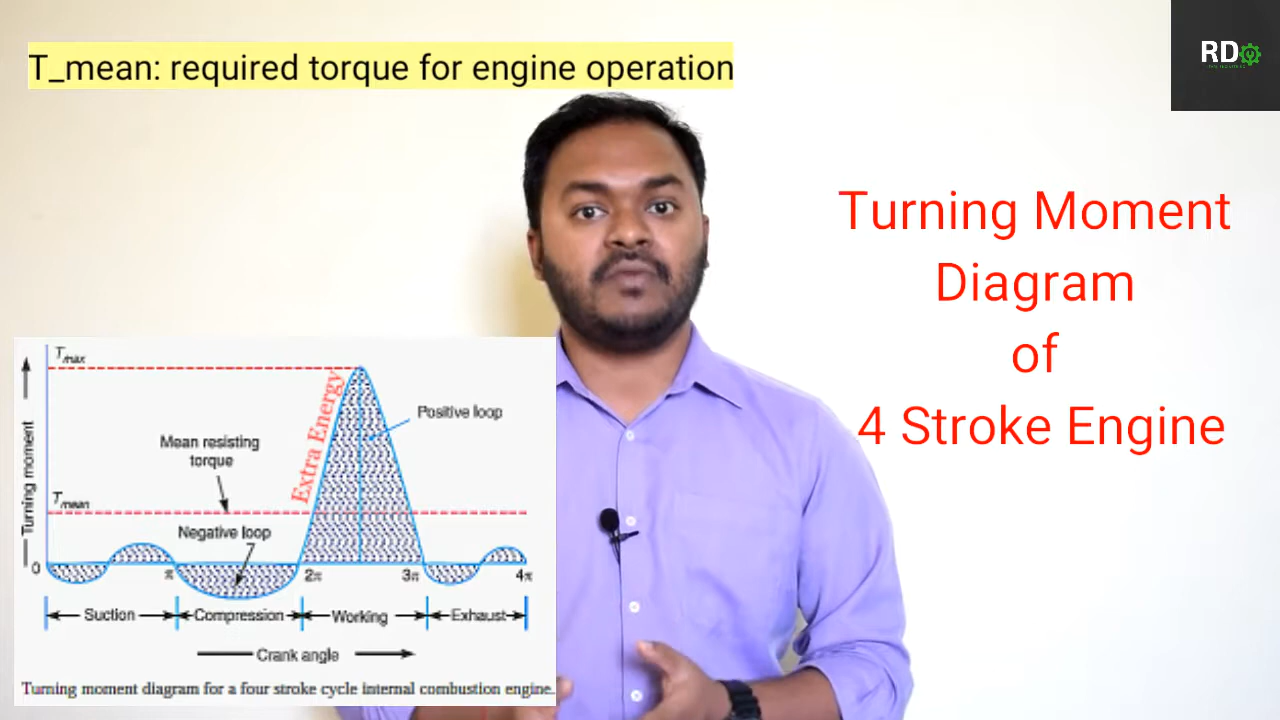 T_mean: required torque for engine operation
RD
Turning Moment
Diagram
of
4 Stroke Engine
Tmax
Extra Energy
Positive loop
Mean resisting
torque
Turning moment
Tmean
Negative loop
0
π
2π
3π
4π
Suction
Compression
Working
Exhaust
Crank angle
Turning moment diagram for a four stroke cycle internal combustion engine.